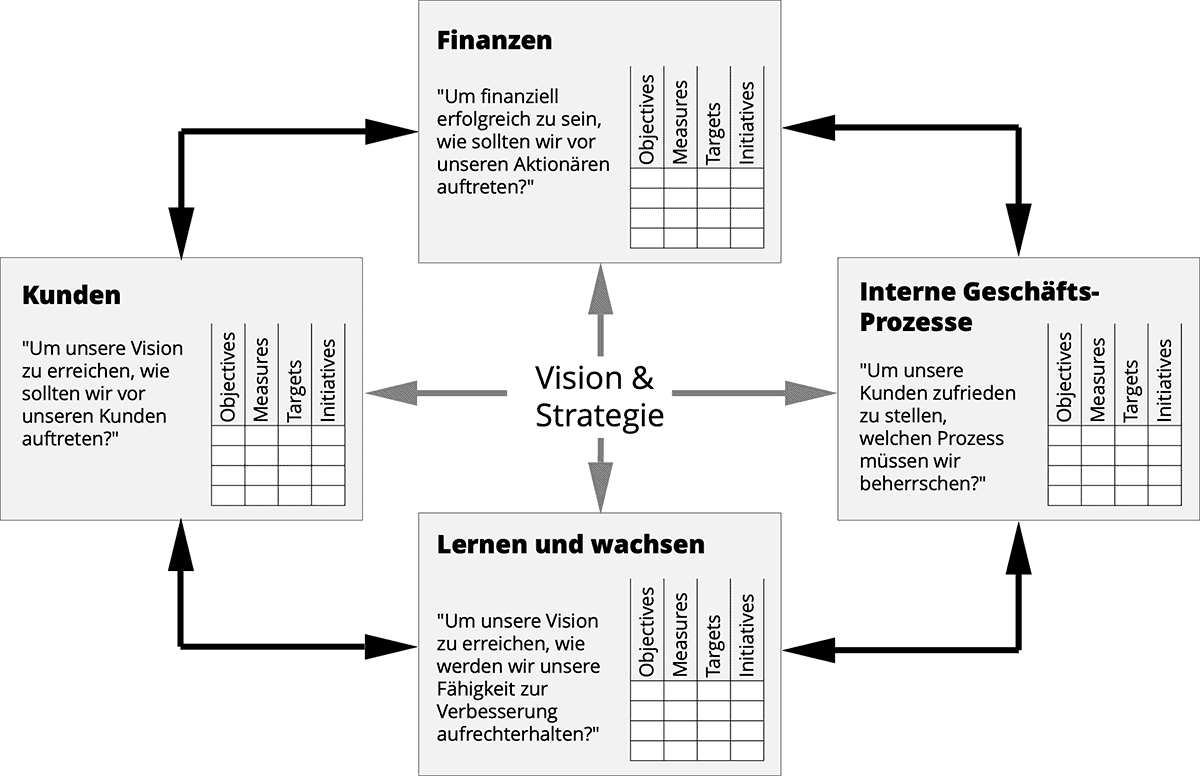 Finanzen
"Um finanziell
erfolgreich zu sein,
wie sollten wir vor
unseren Aktionären
auftreten?"
Objectives
Measures
Targets
Initiatives
Kunden
"Um unsere Vision
zu erreichen, wie
sollten wir vor
unseren Kunden
auftreten?"
Objectives
Measures
Targets
Initiatives
Vision &
Strategie
Interne Geschäfts-
Prozesse
"Um unsere
Kunden zufrieden
zu stellen,
welchen Prozess
müssen wir
beherrschen?"
Objectives
Measures
Targets
Initiatives
Lernen und wachsen
"Um unsere Vision
zu erreichen, wie
werden wir unsere
Fähigkeit zur
Verbesserung
aufrechterhalten?"
Objectives
Measures
Targets
Initiatives